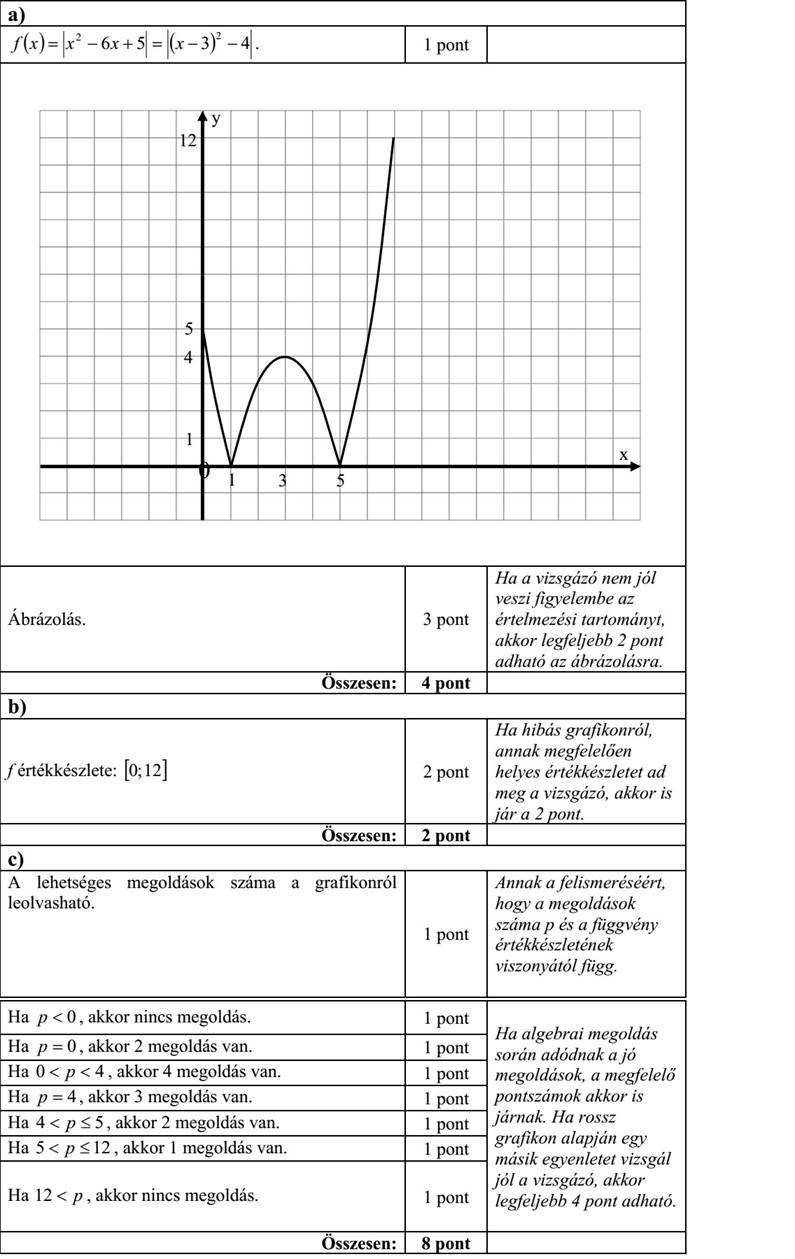 a)
f(x) = |x² − 6x + 5| = |(x − 3)² − 4|. 1 pont
y
12
5
4
1
x
0 1 3 5
Ábrázolás. 3 pont
Ha a vizsgázó nem jól
veszi figyelembe az
értelmezési tartományt,
akkor legfeljebb 2 pont
adható az ábrázolásra.
Összesen: 4 pont
b)
f értékkészlete: [0; 12] 2 pont
Ha hibás grafikonról,
annak megfelelően
helyes értékkészletet ad
meg a vizsgázó, akkor is
jár a 2 pont.
Összesen: 2 pont
c)
A lehetséges megoldások száma a grafikonról
leolvasható.
1 pont
Annak a felismeréséért,
hogy a megoldások
száma p és a függvény
értékkészletének
viszonyától függ.
Ha p < 0, akkor nincs megoldás. 1 pont
Ha p = 0, akkor 2 megoldás van. 1 pont
Ha 0 < p < 4, akkor 4 megoldás van. 1 pont
Ha p = 4, akkor 3 megoldás van. 1 pont
Ha 4 < p ≤ 5, akkor 2 megoldás van. 1 pont
Ha 5 < p ≤ 12, akkor 1 megoldás van. 1 pont
Ha 12 < p, akkor nincs megoldás. 1 pont
Ha algebrai megoldás
során adódnak a jó
megoldások, a megfelelő
pontszámok akkor is
járnak. Ha rossz
grafikon alapján egy
másik egyenletet vizsgál
jól a vizsgázó, akkor
legfeljebb 4 pont adható.
Összesen: 8 pont